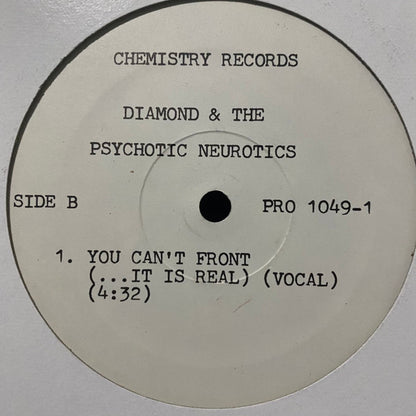 CHEMISTRY RECORDS
DIAMOND & THE
PSYCHOTIC NEUROTICS
SIDE B
PRO 1049-1
1. YOU CAN'T FRONT
(...IT IS REAL) (VOCAL)
(4:32)